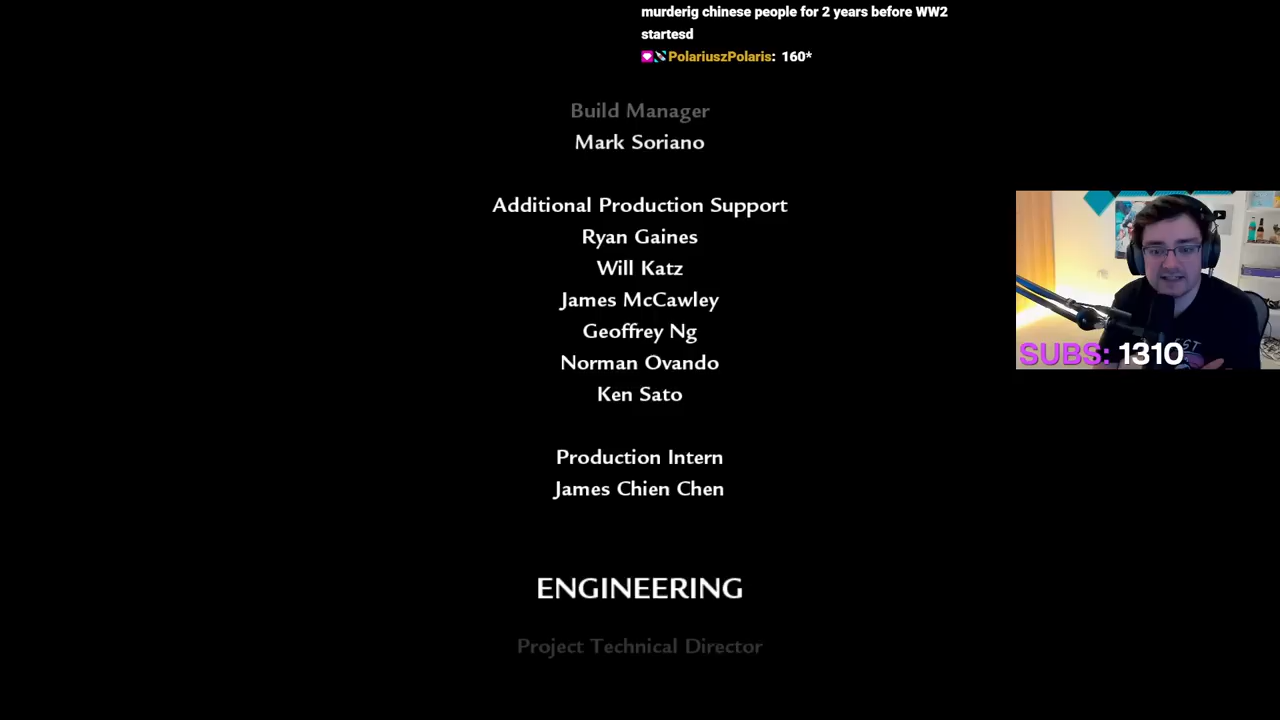 murderig chinese people for 2 years before WW2
startesd
PolariuszPolaris: 160*
Build Manager
Mark Soriano
Additional Production Support
Ryan Gaines
Will Katz
James McCawley
Geoffrey Ng
Norman Ovando
Ken Sato
SUBS: 1310
Production Intern
James Chien Chen
ENGINEERING
Project Technical Director